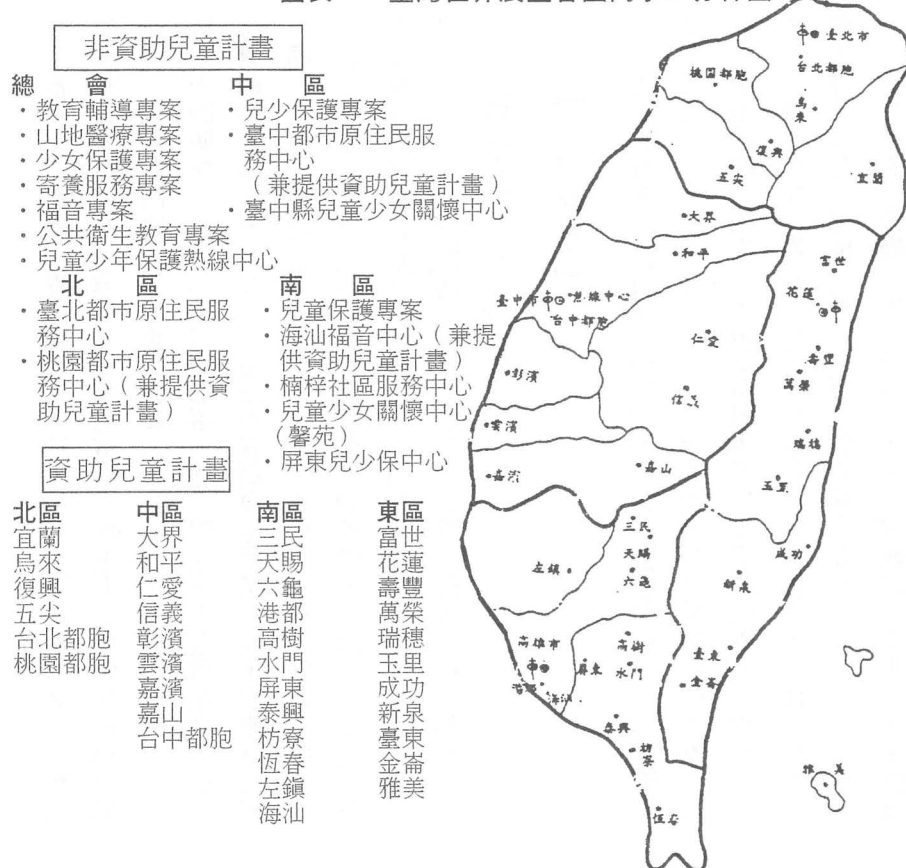 非資助兒童計畫
總會
・教育輔導專案
・山地醫療專案
・少女保護專案
・寄養服務專案
・福音專案
・公共衛生教育專案
・兒童少年保護熱線中心
中區
・兒少保護專案
・臺中都市原住民服
務中心
（兼提供資助兒童計畫）
・臺中縣兒童少女關懷中心
北區
・臺北都市原住民服
務中心
・桃園都市原住民服
務中心（兼提供資
助兒童計畫）
南區
・兒童保護專案
・海汕福音中心（兼提
供資助兒童計畫）
・楠梓社區服務中心
・兒童少女關懷中心
（馨苑）
・屏東兒少保中心
資助兒童計畫
北區
宜蘭
烏來
復興
五尖
台北都胞
桃園都胞
中區
大界
和平
仁愛
信義
彰濱
雲濱
嘉濱
嘉山
台中都胞
南區
三民
天賜
六龜
港都
高樹
水門
屏東
泰興
枋寮
恆春
左鎮
海汕
東區
富世
花蓮
壽豐
萬榮
瑞穗
玉里
成功
新泉
臺東
金崙
雅美
臺北市
台北都胞
桃園都胞
烏來
復興
五尖
宜蘭
大界
和平
富世
臺中市
熱線中心
台中都胞
花蓮
仁愛
壽豐
萬榮
彰濱
信義
雲濱
瑞穗
嘉濱
嘉山
玉里
三民
成功
天賜
左鎮
六龜
新泉
高雄市
高樹
臺東
屏東
水門
金崙
港都
海汕
泰興
枋寮
雅美
恆春